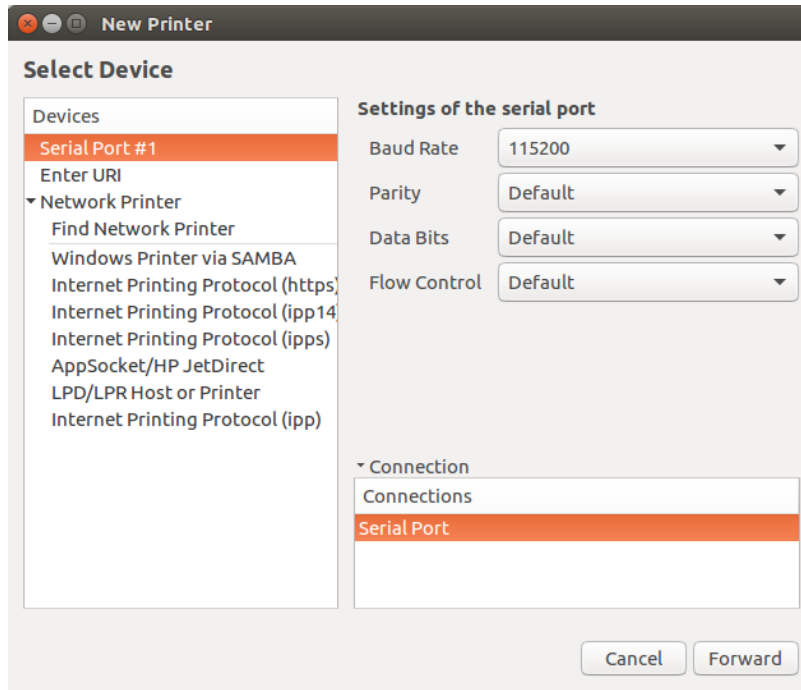 New Printer
Select Device
Devices
Serial Port #1
Enter URI
Network Printer
Find Network Printer
Windows Printer via SAMBA
Internet Printing Protocol (https)
Internet Printing Protocol (ipp14
Internet Printing Protocol (ipps)
AppSocket/HP JetDirect
LPD/LPR Host or Printer
Internet Printing Protocol (ipp)
Settings of the serial port
Baud Rate 115200
Parity Default
Data Bits Default
Flow Control Default
Connection
Connections
Serial Port
Cancel Forward